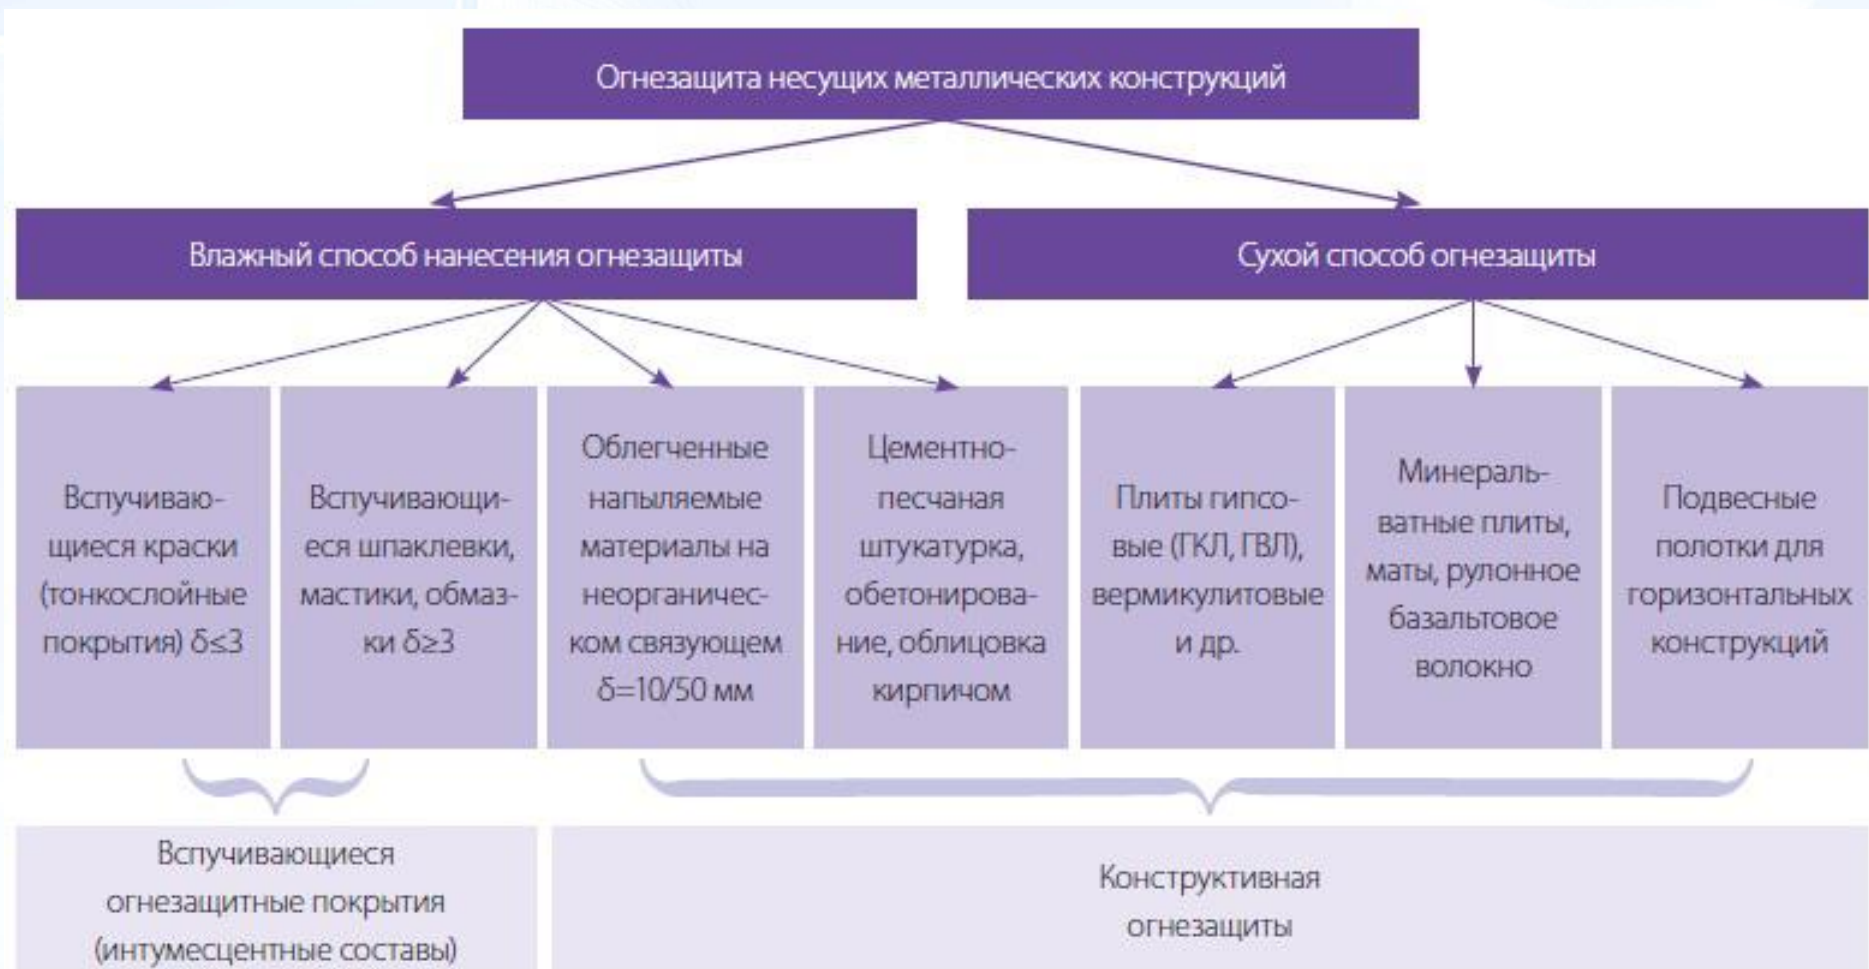 Огнезащита несущих металлических конструкций
Влажный способ нанесения огнезащиты
Сухой способ огнезащиты
Вспучиваю-
щиеся краски
(тонкослойные
покрытия) δ≤3
Вспучивающи-
еся шпаклевки,
мастики, обмаз-
ки δ≥3
Облегченные
напыляемые
материалы на
неорганичес-
ком связующем
δ=10/50 мм
Цементно-
песчаная
штукатурка,
обетонирова-
ние, облицовка
кирпичом
Плиты гипсо-
вые (ГКЛ, ГВЛ),
вермикулитовые
и др.
Минераль-
ватные плиты,
маты, рулонное
базальтовое
волокно
Подвесные
полотки для
горизонтальных
конструкций
Вспучивающиеся
огнезащитные покрытия
(интумесцентные составы)
Конструктивная
огнезащиты